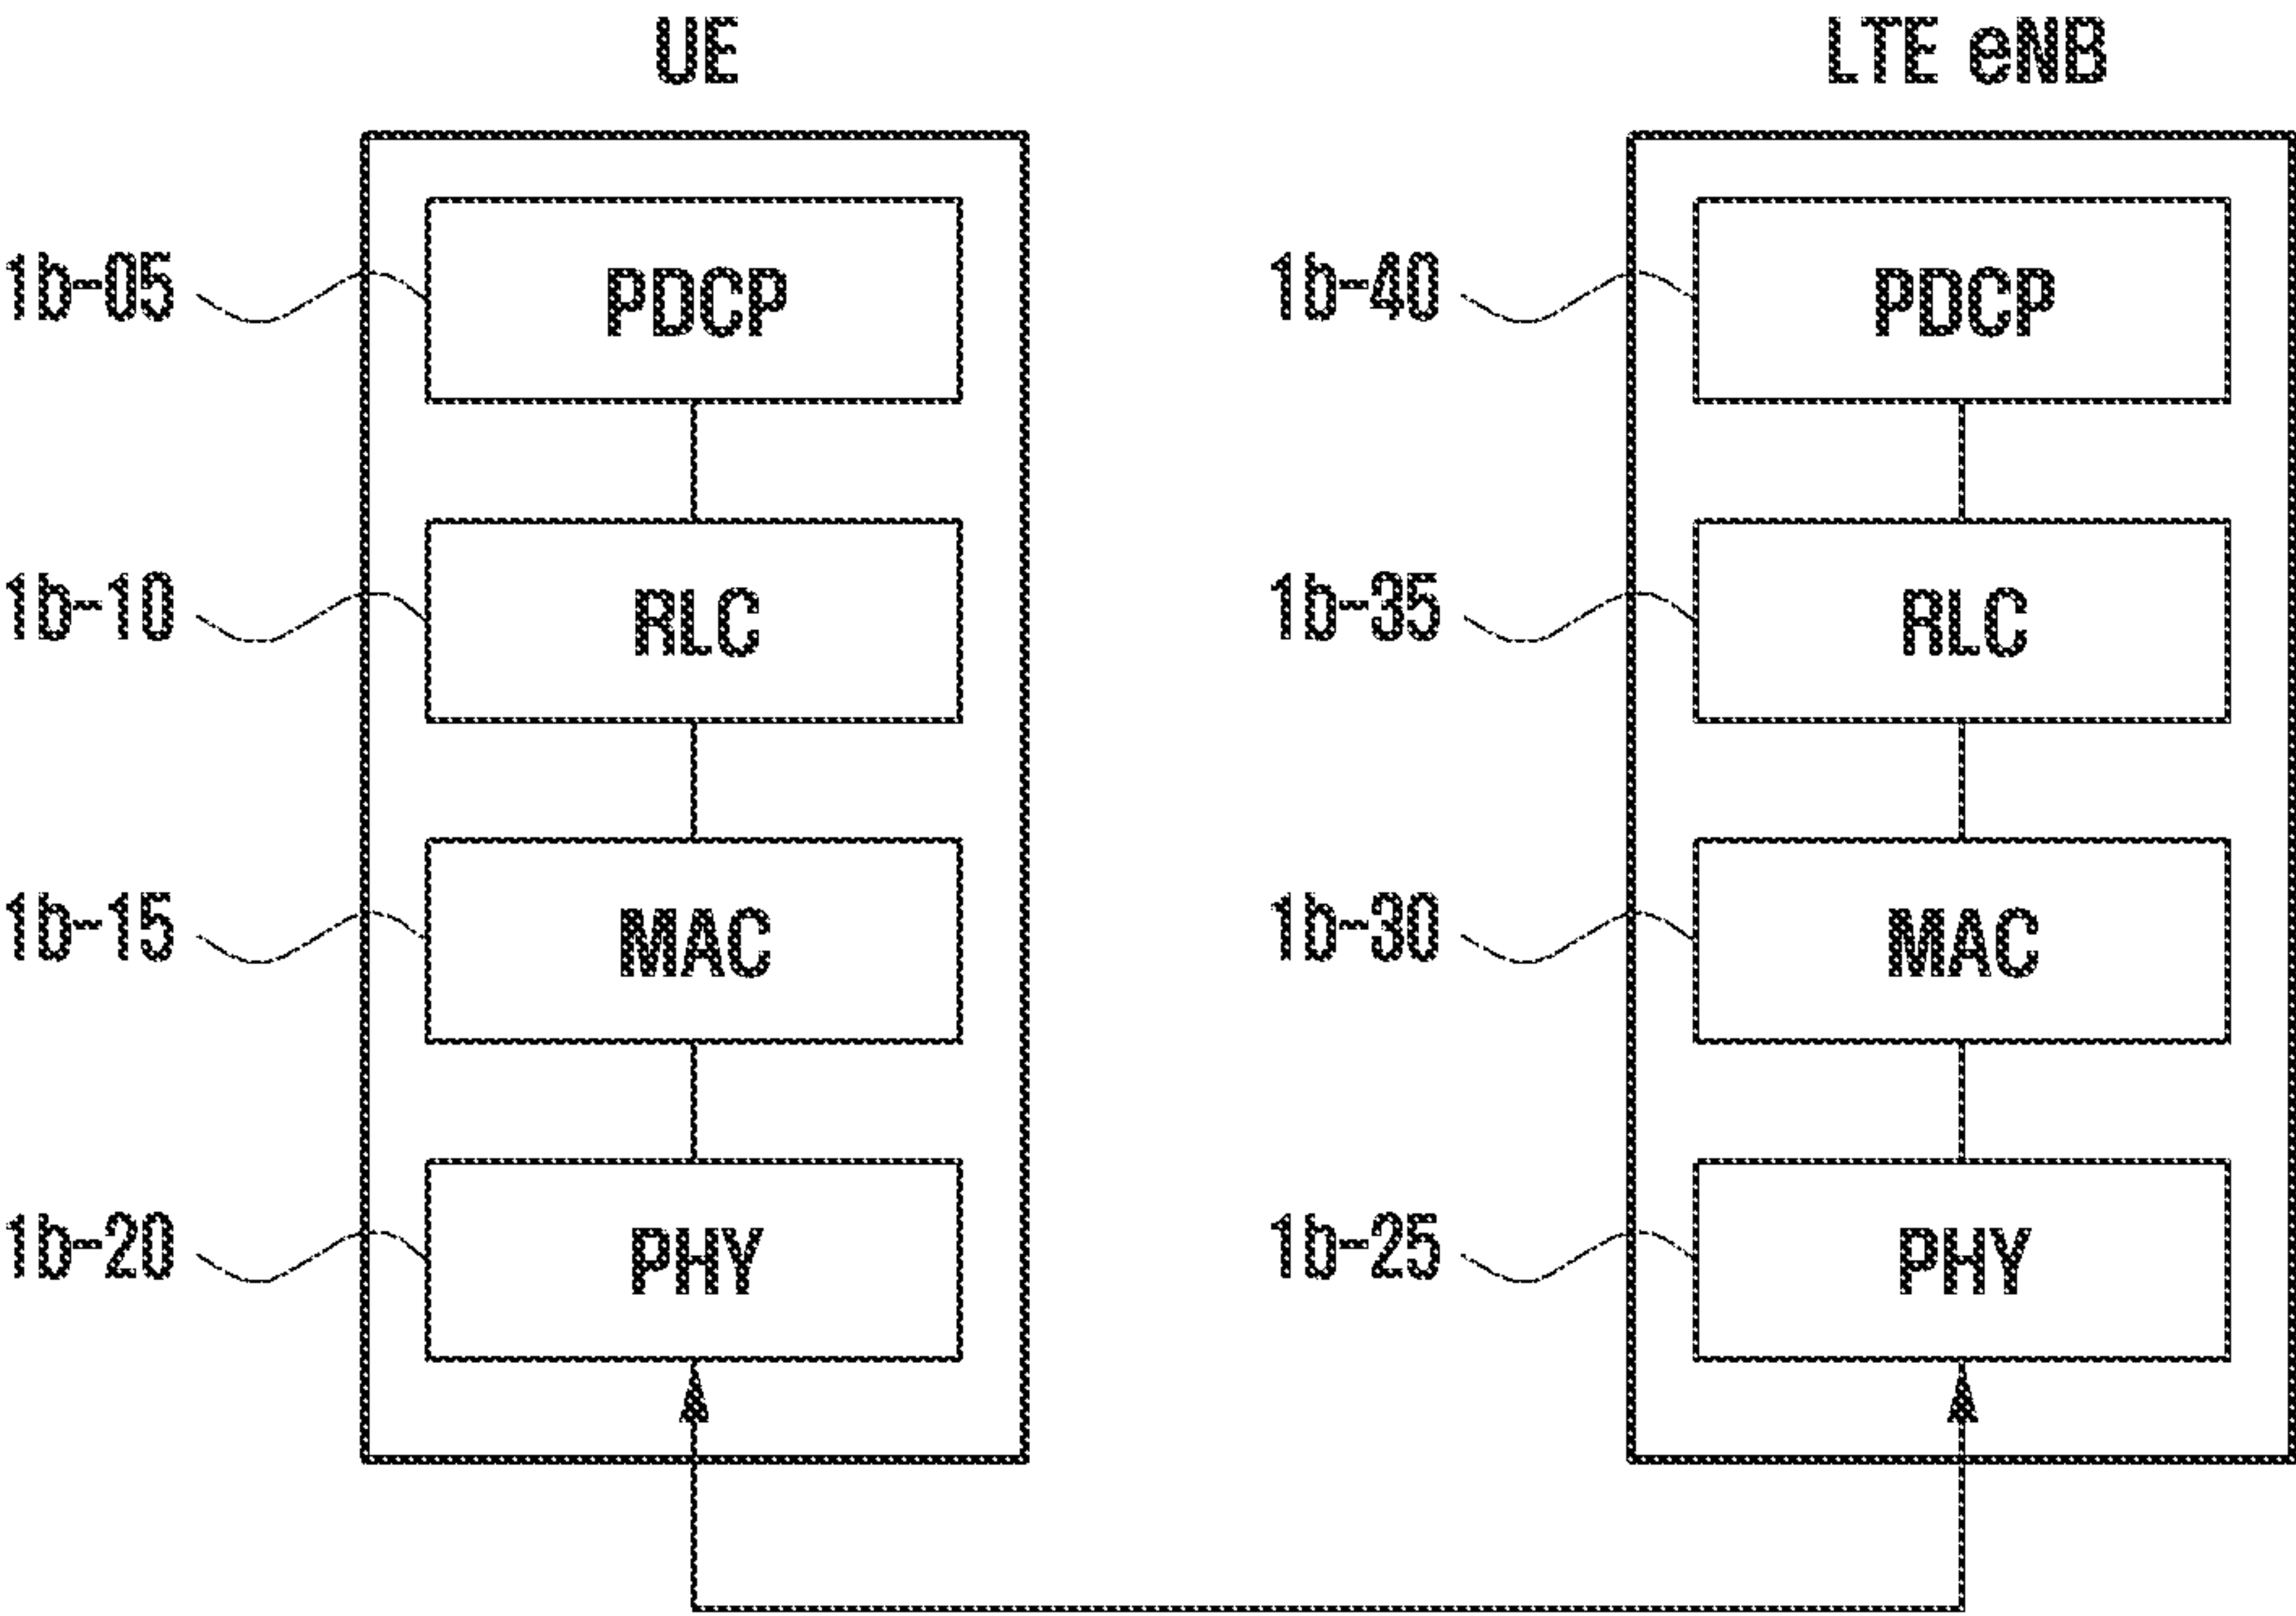 UE
LTE eNB
1b-05
PDCP
1b-40
PDCP
1b-10
RLC
1b-35
RLC
1b-15
MAC
1b-30
MAC
1b-20
PHY
1b-25
PHY